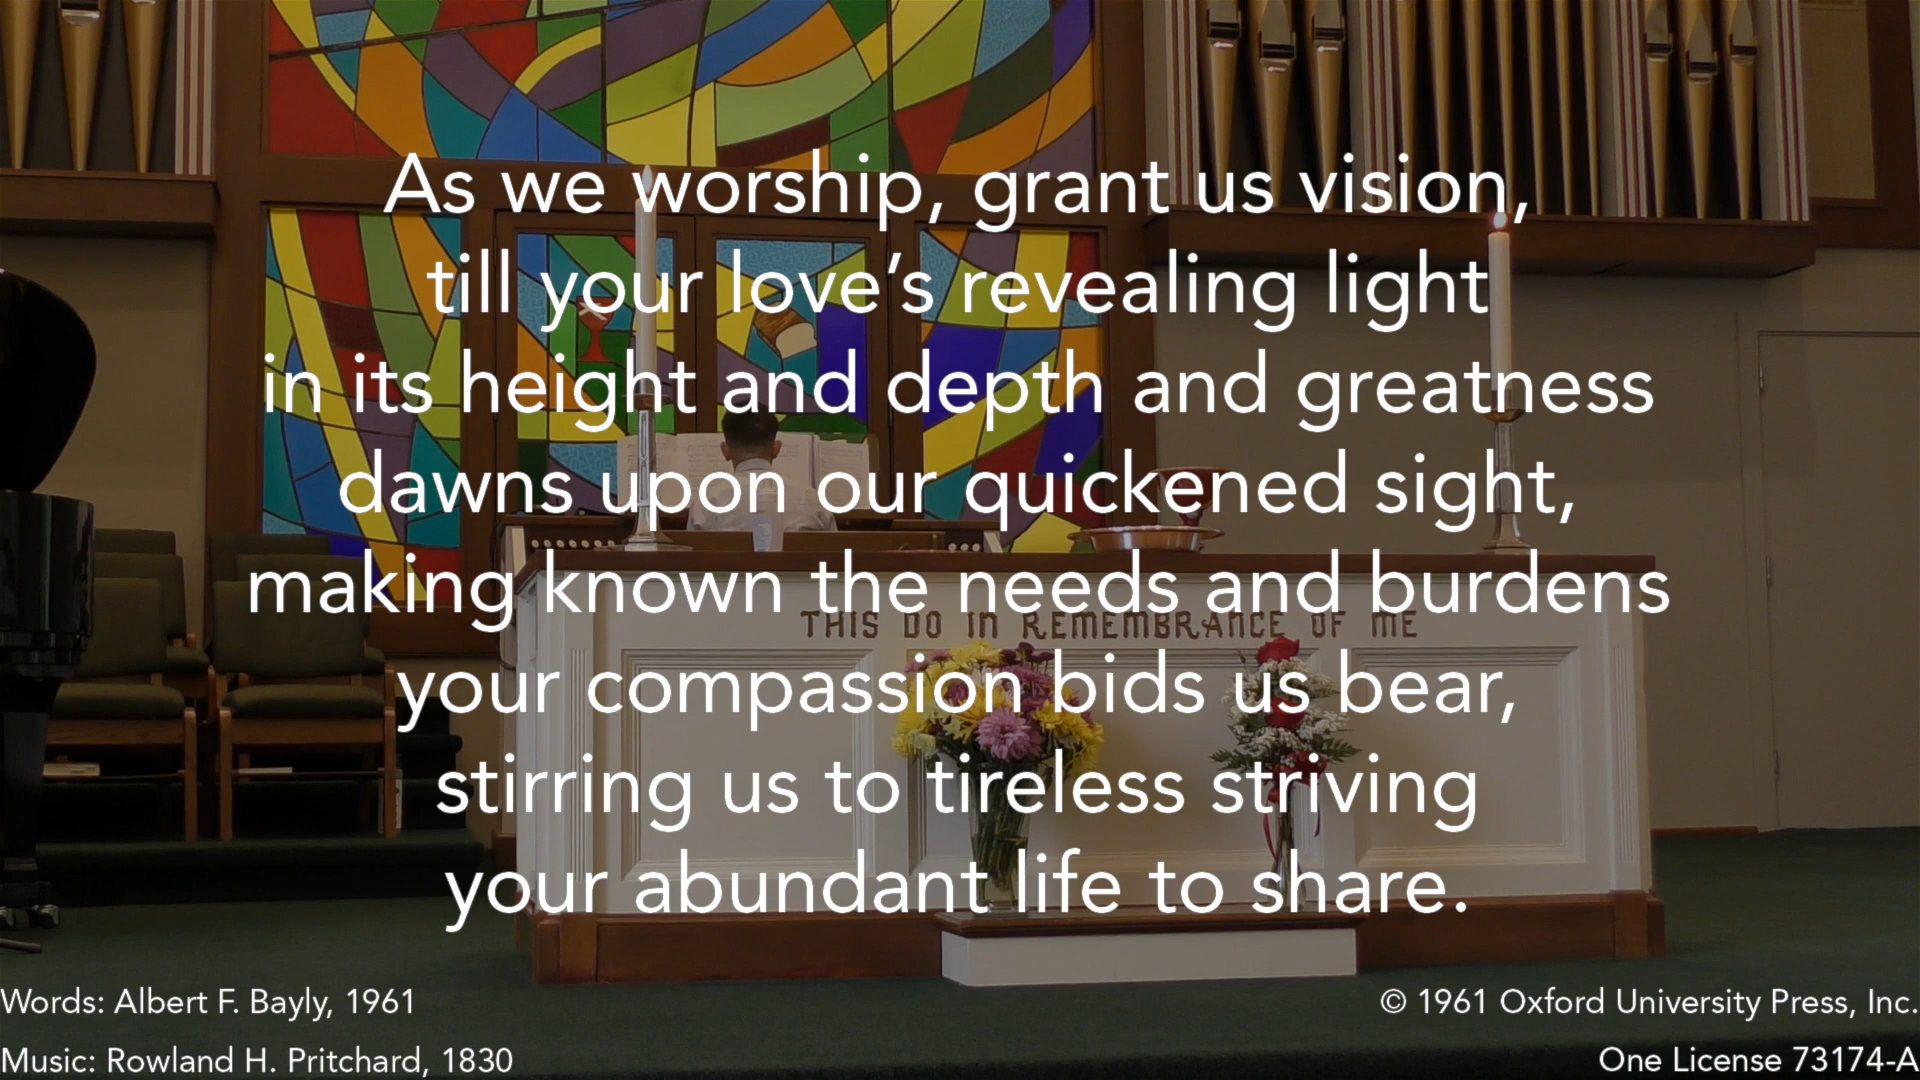 As we worship, grant us vision,
till your love’s revealing light
in its height and depth and greatness
dawns upon our quickened sight,
making known the needs and burdens
THIS DO IN REMEMBRANCE OF ME
your compassion bids us bear,
stirring us to tireless striving
your abundant life to share.
Words: Albert F. Bayly, 1961
© 1961 Oxford University Press, Inc.
Music: Rowland H. Pritchard, 1830
One License 73174-A